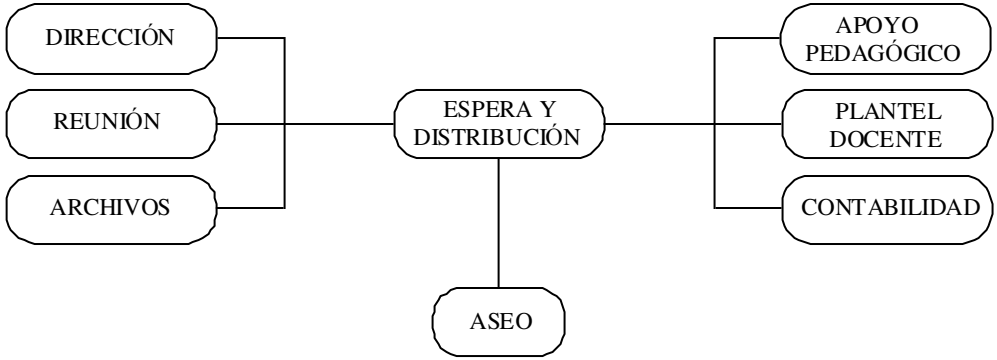 DIRECCIÓN
REUNIÓN
ARCHIVOS
ESPERA Y
DISTRIBUCIÓN
ASEO
APOYO
PEDAGÓGICO
PLANTEL
DOCENTE
CONTABILIDAD